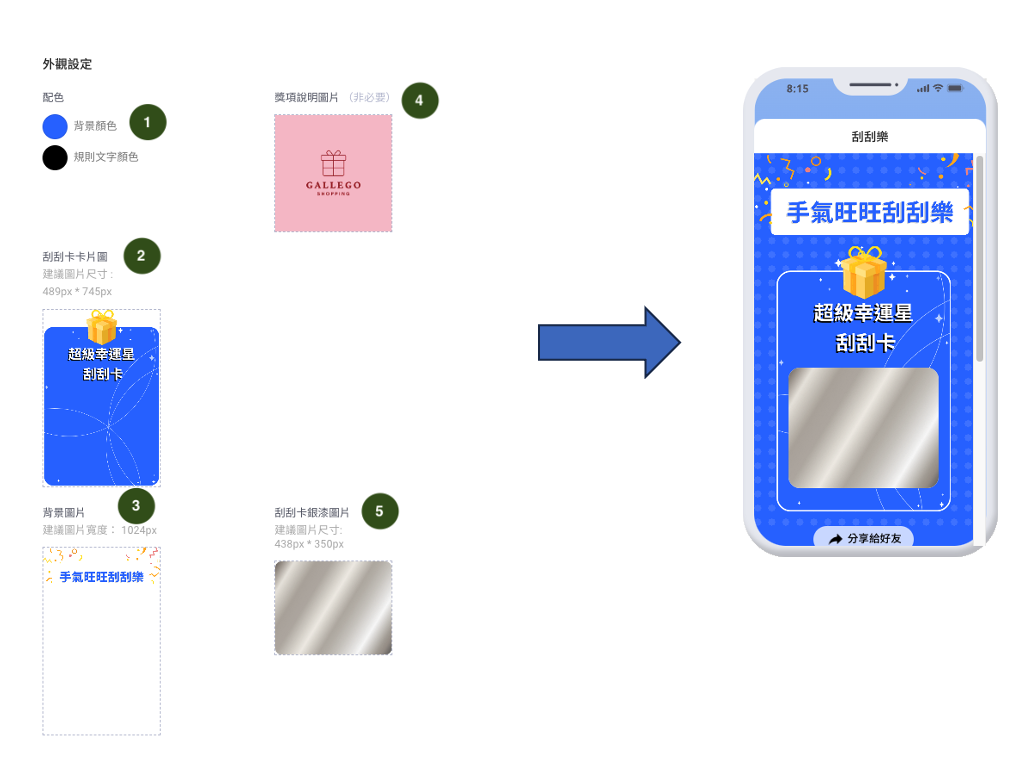 外觀設定
配色
背景顏色
1
規則文字顏色
獎項說明圖片 (非必要)
4
GALLEGO
SHOPPING
刮刮卡卡片圖
2
建議圖片尺寸 :
489px * 745px
超級幸運星
刮刮卡
背景圖片
3
建議圖片寬度： 1024px
手氣旺旺刮刮樂
刮刮卡銀漆圖片
5
建議圖片尺寸:
438px * 350px
8:15
刮刮樂
手氣旺旺刮刮樂
超級幸運星
刮刮卡
分享給好友